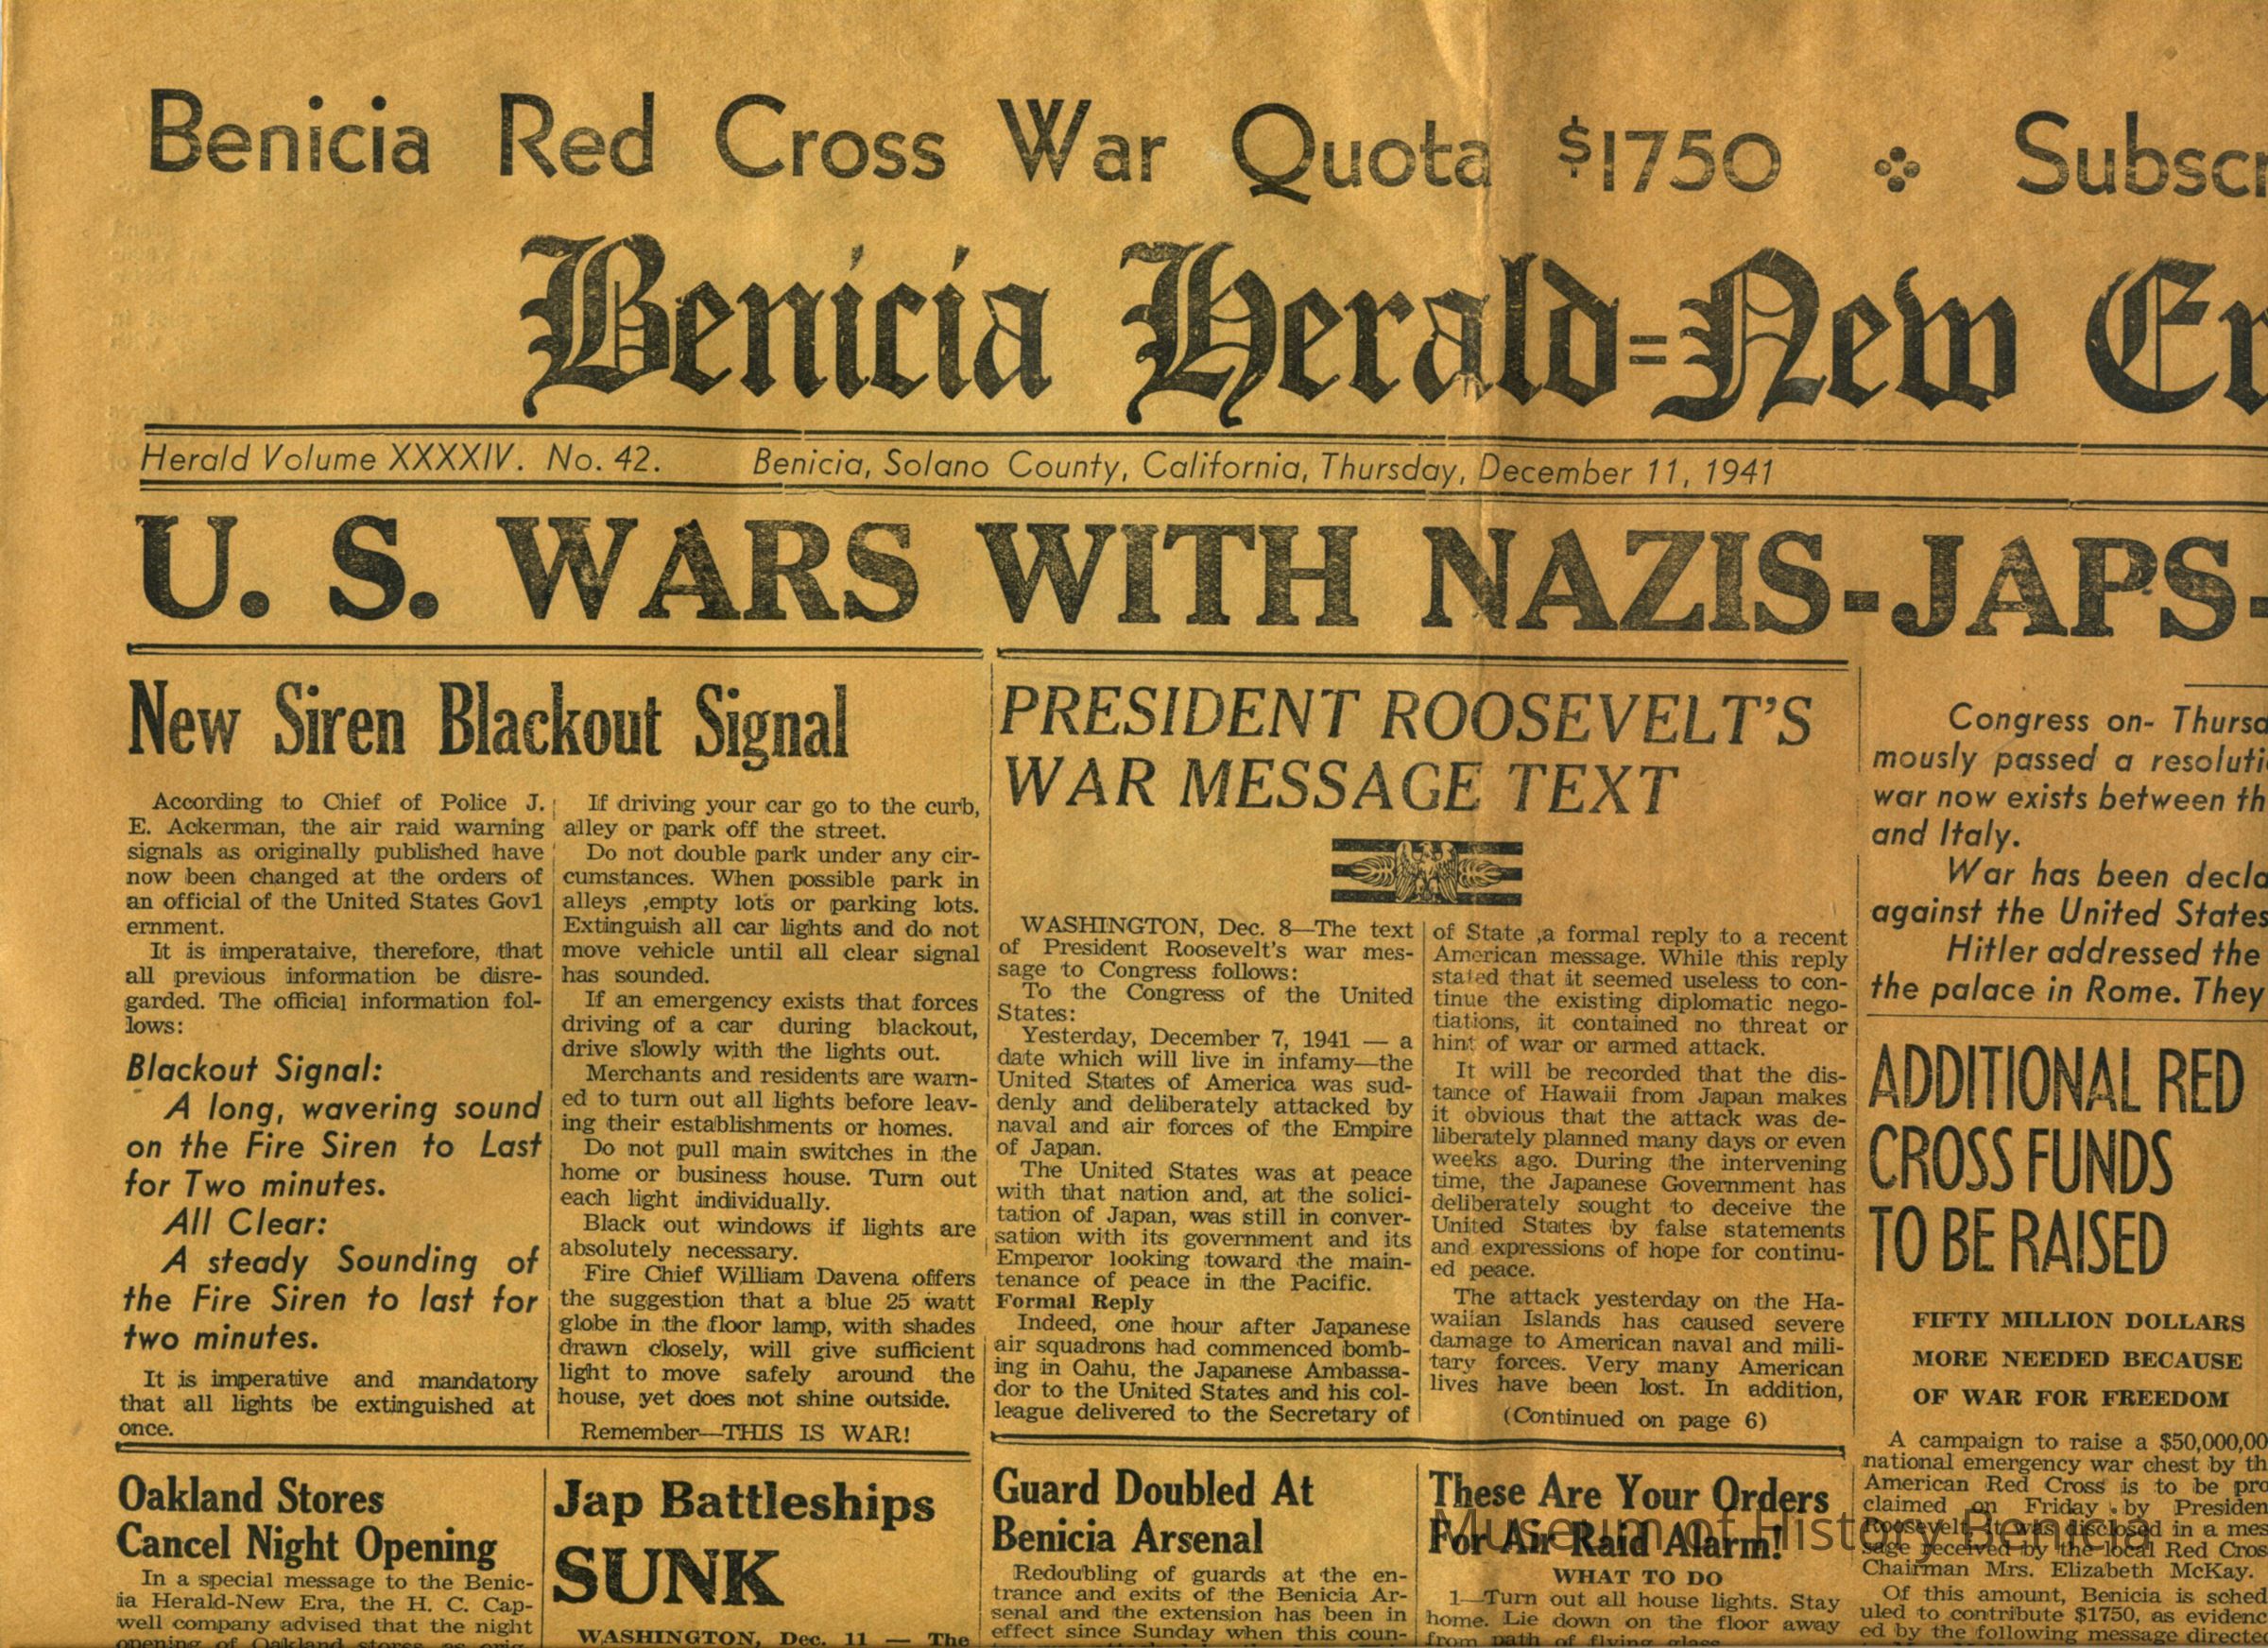 Benicia Red Cross War Quota $1750
Benicia Herald=New
Herald Volume XXXXIV. No. 42. Benicia, Solano County, California, Thursday, December 11, 1941
U. S. WARS WITH NAZIS-JAPS-
New Siren Blackout Signal
According to Chief of Police J.
E. Ackerman, the air raid warning
signals as originally published have
now been changed at the orders of
an official of the United States Gov1
ernment.
It is imperataive, therefore, that
all previous information be disre-
garded. The official information fol-
lows:
Blackout Signal:
A long, wavering sound
on the Fire Siren to Last
for Two minutes.
All Clear:
A steady Sounding of
the Fire Siren to last for
two minutes.
It is imperative and mandatory
that all lights be extinguished at
once.
If driving your car go to the curb,
alley or park off the street.
Do not double park under any cir-
cumstances. When possible park in
alleys ,empty lots or parking lots.
Extinguish all car lights and do not
move vehicle until all clear signal
has sounded.
If an emergency exists that forces
driving of a car during blackout,
drive slowly with the lights out.
Merchants and residents are warn-
ed to turn out all lights before leav-
ing their establishments or homes.
Do not pull main switches in the
home or business house. Turn out
each light individually.
Black out windows if lights are
absolutely necessary.
Fire Chief William Davena offers
the suggestion that a blue 25 watt
globe in the floor lamp, with shades
drawn closely, will give sufficient
light to move safely around the
house, yet does not shine outside.
Remember—THIS IS WAR!
PRESIDENT ROOSEVELT'S
WAR MESSAGE TEXT
WASHINGTON, Dec. 8—The text
of President Roosevelt's war mes-
sage to Congress follows:
To the Congress of the United
States:
Yesterday, December 7, 1941 — a
date which will live in infamy—the
United States of America was sud-
denly and deliberately attacked by
naval and air forces of the Empire
of Japan.
The United States was at peace
with that nation and, at the solici-
tation of Japan, was still in conver-
sation with its government and its
Emperor looking toward the main-
tenance of peace in the Pacific.
Formal Reply
Indeed, one hour after Japanese
air squadrons had commenced bomb-
ing in Oahu, the Japanese Ambassa-
dor to the United States and his col-
league delivered to the Secretary of
of State ,a formal reply to a recent
American message. While this reply
stated that it seemed useless to con-
tinue the existing diplomatic nego-
tiations, it contained no threat or
hint of war or armed attack.
It will be recorded that the dis-
tance of Hawaii from Japan makes
it obvious that the attack was de-
liberately planned many days or even
weeks ago. During the intervening
time, the Japanese Government has
deliberately sought to deceive the
United States by false statements
and expressions of hope for continu-
ed peace.
The attack yesterday on the Ha-
waiian Islands has caused severe
damage to American naval and mili-
tary forces. Very many American
lives have been lost. In addition,
(Continued on page 6)
Congress on- Thursd
mously passed a resoluti
war now exists between th
and Italy.
War has been decla
against the United States
Hitler addressed the
the palace in Rome. They
ADDITIONAL RED
CROSS FUNDS
TO BE RAISED
FIFTY MILLION DOLLARS
MORE NEEDED BECAUSE
OF WAR FOR FREEDOM
A campaign to raise a $50,000,00
national emergency war chest by th
American Red Cross is to be pro
claimed on Friday by Presiden
Roosevelt, it was disclosed in a mes
sage received by the local Red Cros
Chairman Mrs. Elizabeth McKay.
Of this amount, Benicia is sched
uled to contribute $1750, as evidenc
ed by the following message directe
Oakland Stores
Cancel Night Opening
In a special message to the Benic-
ia Herald-New Era, the H. C. Cap-
well company advised that the night
opening of Oakland stores as orig-
Jap Battleships
SUNK
WASHINGTON, Dec. 11 — The
Guard Doubled At
Benicia Arsenal
Redoubling of guards at the en-
trance and exits of the Benicia Ar-
senal and the extension has been in
effect since Sunday when this coun-
These Are Your Orders
For Air Raid Alarm!
WHAT TO DO
1—Turn out all house lights. Stay
home. Lie down on the floor away
from path of flying glass
Museum of History Benicia